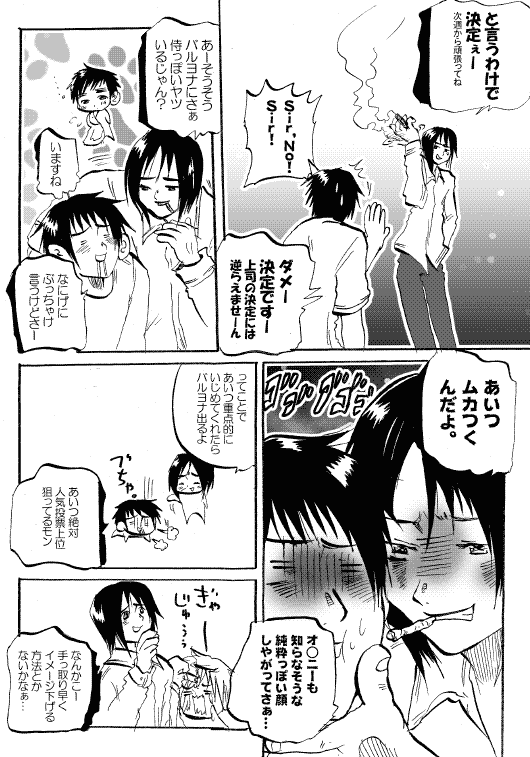 と言うわけで
決定ぇー
次週から頑張ってね
Sir,No!
Sir!
ダメー
決定ですー
上司の決定には
逆らえませーん
あーそうそう
バルヨナにさぁ
侍っぽいヤツ
いるじゃん？
いますね
なにげに
ぶっちゃけ
言うけどさー
あいつ
ムカつく
んだよ。
オ〇ニーも
知らなそうな
純粋っぽい顔
しやがってさぁ…
ってことで
あいつ重点的に
いじめてくれたら
バルヨナ出るよ
ブちゃ。
あいつ絶対
人気投票上位
狙ってるモン
ぎゃー
じゅううう
なんかこー
手っ取り早く
イメージ下げる
方法とか
ないかなぁ…